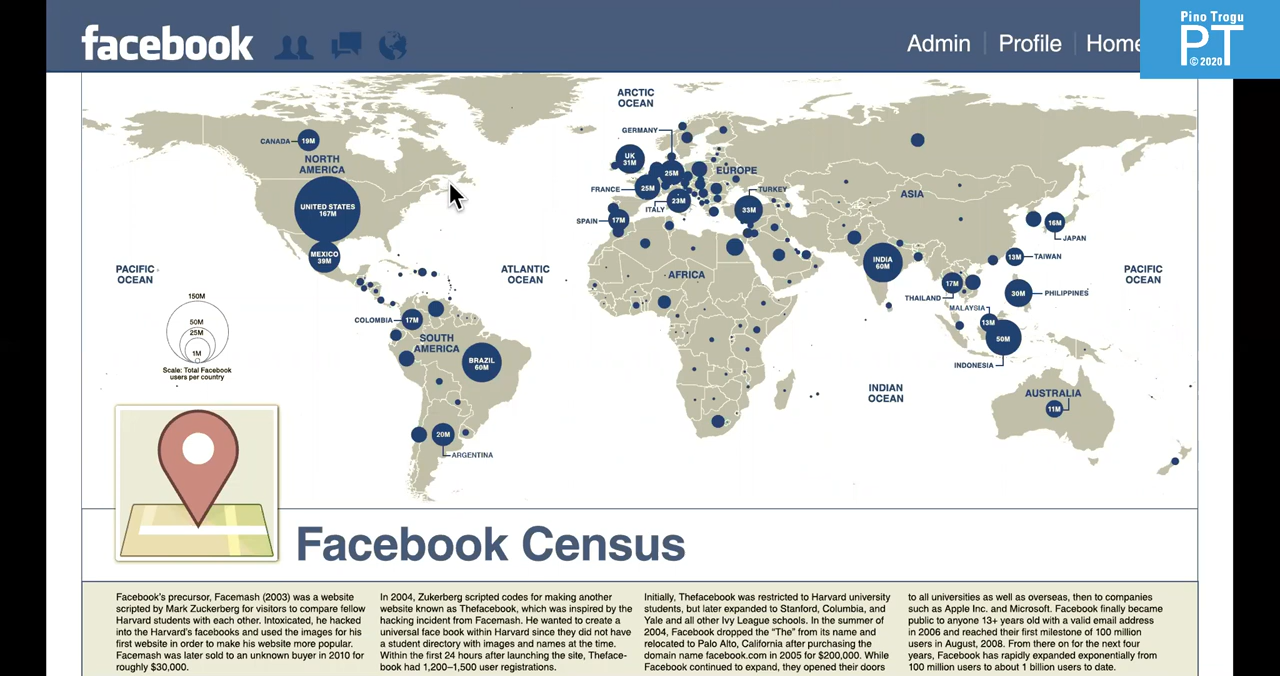 facebook
Admin
Profile
Home
Pino Trogu
PT
© 2020
ARCTIC
OCEAN
GERMANY
CANADA
19M
NORTH
AMERICA
UK
31M
25M
EUROPE
FRANCE
25M
TURKEY
ASIA
ITALY
23M
33M
UNITED STATES
167M
SPAIN
17M
16M
JAPAN
MEXICO
39M
INDIA
60M
13M
TAIWAN
PACIFIC
OCEAN
ATLANTIC
OCEAN
AFRICA
PACIFIC
OCEAN
17M
THAILAND
30M
PHILIPPINES
150M
50M
25M
1M
Scale: Total Facebook
users per country
COLOMBIA
17M
MALAYSIA
13M
SOUTH
AMERICA
50M
INDONESIA
BRAZIL
60M
INDIAN
OCEAN
AUSTRALIA
11M
20M
ARGENTINA
Facebook Census
Facebook's precursor, Facemash (2003) was a website
scripted by Mark Zuckerberg for visitors to compare fellow
Harvard students with each other. Intoxicated, he hacked
into the Harvard's facebooks and used the images for his
first website in order to make his website more popular.
Facemash was later sold to an unknown buyer in 2010 for
roughly $30,000.
In 2004, Zukerberg scripted codes for making another
website known as Thefacebook, which was inspired by the
hacking incident from Facemash. He wanted to create a
universal face book within Harvard since they did not have
a student directory with images and names at the time.
Within the first 24 hours after launching the site, Theface-
book had 1,200–1,500 user registrations.
Initially, Thefacebook was restricted to Harvard university
students, but later expanded to Stanford, Columbia, and
Yale and all other Ivy League schools. In the summer of
2004, Facebook dropped the "The" from its name and
relocated to Palo Alto, California after purchasing the
domain name facebook.com in 2005 for $200,000. While
Facebook continued to expand, they opened their doors
to all universities as well as overseas, then to companies
such as Apple Inc. and Microsoft. Facebook finally became
public to anyone 13+ years old with a valid email address
in 2006 and reached their first milestone of 100 million
users in August, 2008. From there on for the next four
years, Facebook has rapidly expanded exponentially from
100 million users to about 1 billion users to date.